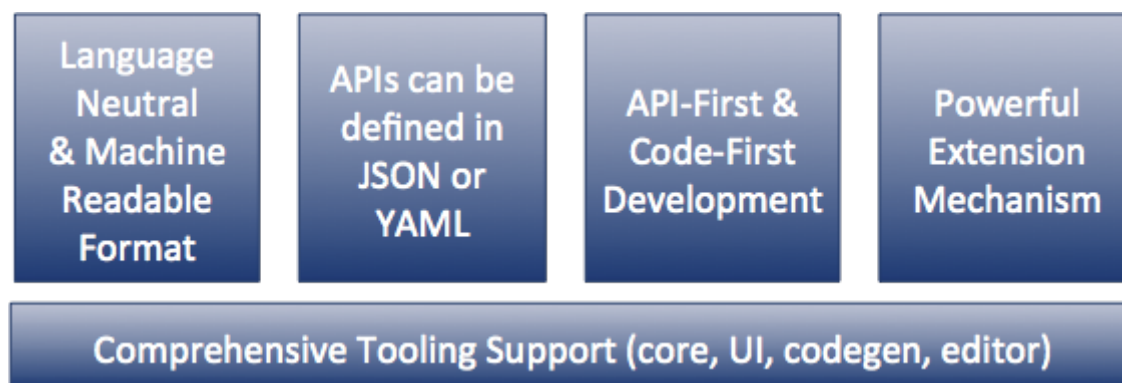 Language
Neutral
& Machine
Readable
Format
APIs can be
defined in
JSON or
YAML
API-First &
Code-First
Development
Powerful
Extension
Mechanism
Comprehensive Tooling Support (core, UI, codegen, editor)